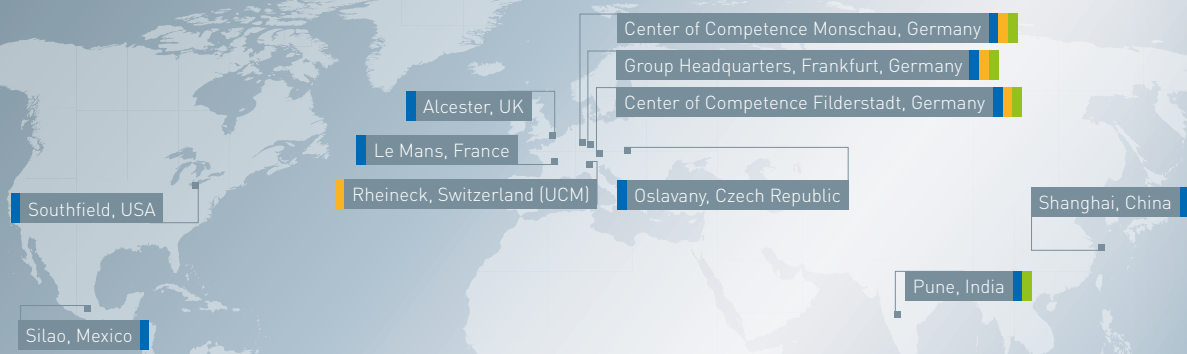 Center of Competence Monschau, Germany
Group Headquarters, Frankfurt, Germany
Center of Competence Filderstadt, Germany
Alcester, UK
Le Mans, France
Rheineck, Switzerland (UCM)
Oslavany, Czech Republic
Southfield, USA
Shanghai, China
Pune, India
Silao, Mexico